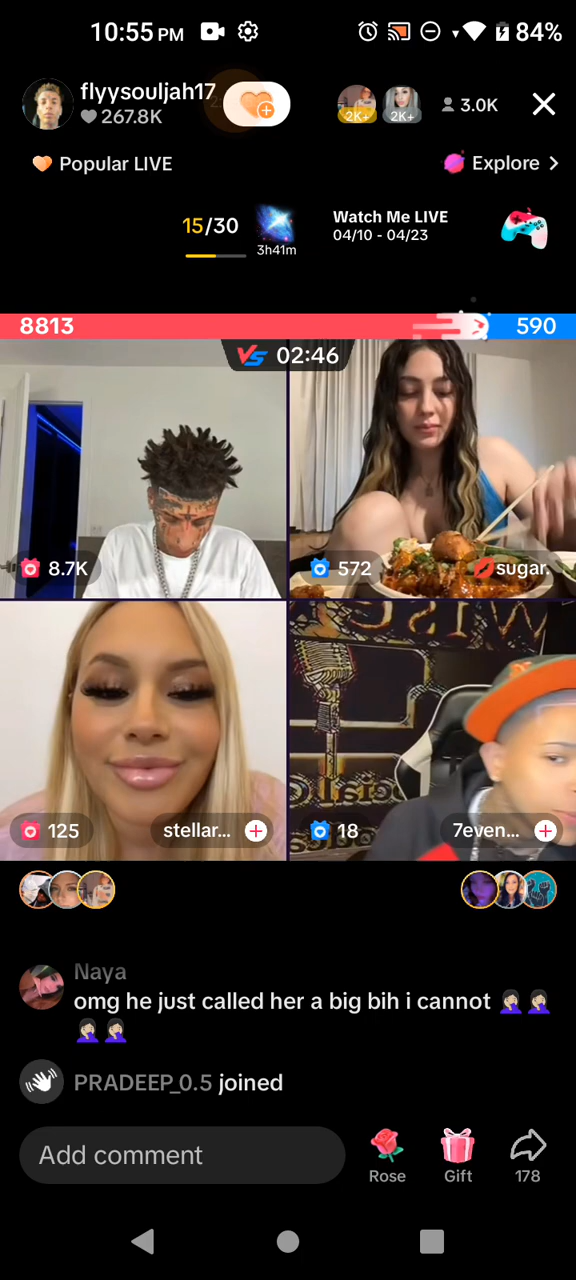 10:55 PM
84%
flyysouljah17
267.8K
2K+
2K+
3.0K
Popular LIVE
Explore >
15/30
3h41m
Watch Me LIVE
04/10 - 04/23
8813
590
VS 02:46
8.7K
572
sugar.
125
stellar...
18
7even...
Naya
omg he just called her a big bih i cannot 🤦🏻‍♀️🤦🏻‍♀️
🤦🏻‍♀️🤦🏻‍♀️
PRADEEP_0.5 joined
Add comment
Rose
Gift
178